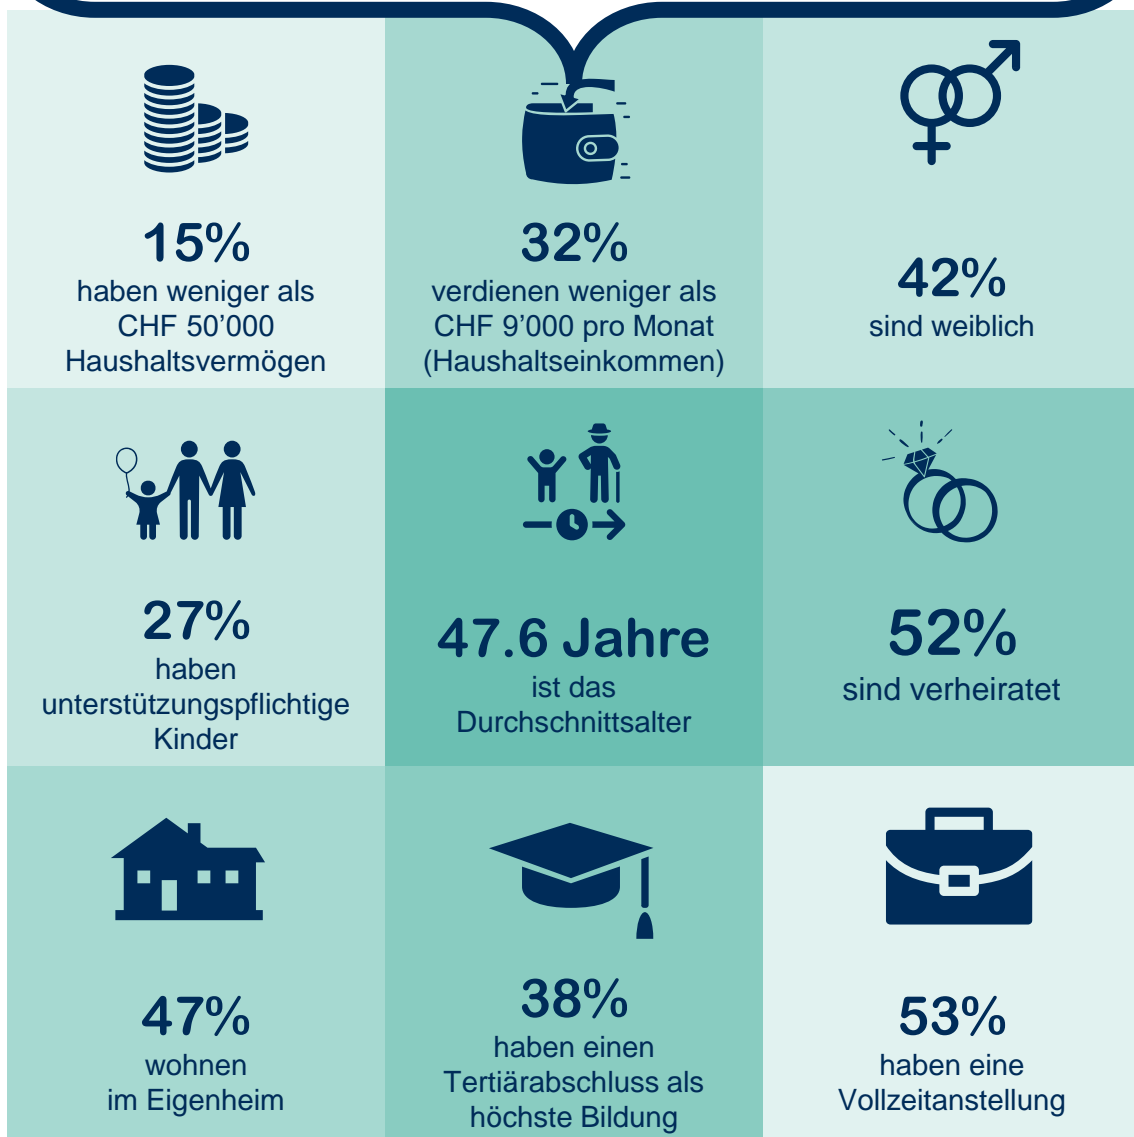 15%
haben weniger als
CHF 50’000
Haushaltsvermögen
32%
verdienen weniger als
CHF 9’000 pro Monat
(Haushaltseinkommen)
42%
sind weiblich
27%
haben
unterstützungspflichtige
Kinder
47.6 Jahre
ist das
Durchschnittsalter
52%
sind verheiratet
47%
wohnen
im Eigenheim
38%
haben einen
Tertiärabschluss als
höchste Bildung
53%
haben eine
Vollzeitanstellung